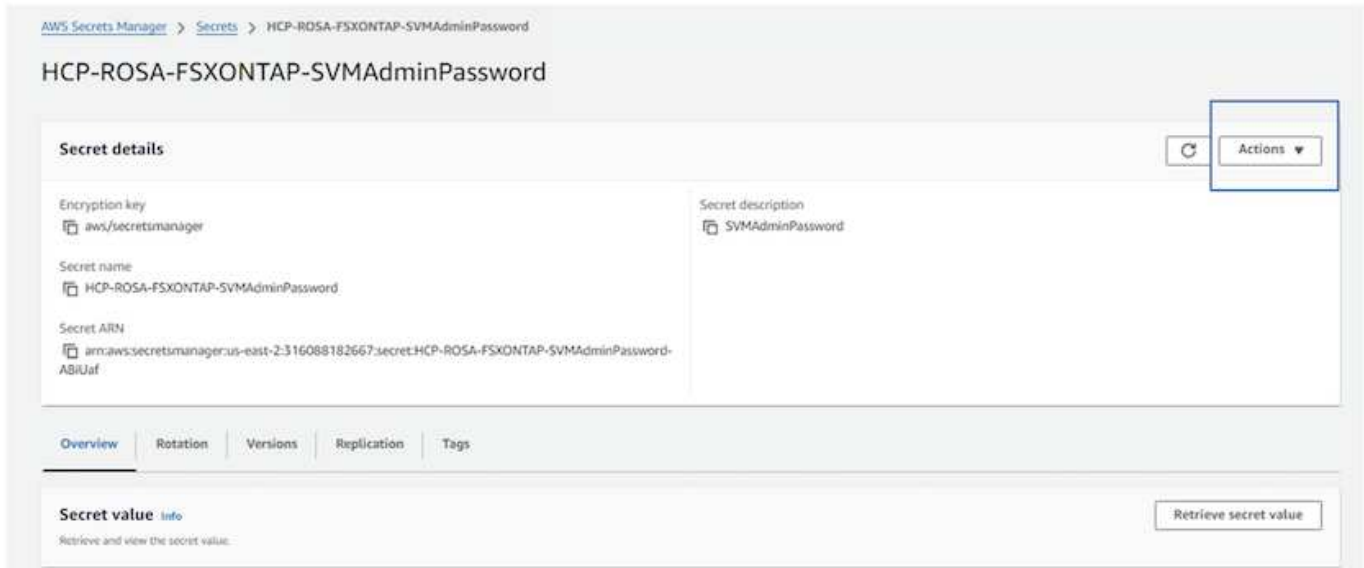 AWS Secrets Manager > Secrets > HCP-ROSA-FSXONTAP-SVMAdminPassword
HCP-ROSA-FSXONTAP-SVMAdminPassword
Secret details
Actions ▼
Encryption key
aws/secretsmanager
Secret description
SVMAdminPassword
Secret name
HCP-ROSA-FSXONTAP-SVMAdminPassword
Secret ARN
arn:aws:secretsmanager:us-east-2:316088182667:secret:HCP-ROSA-FSXONTAP-SVMAdminPassword-
ABiUaf
Overview Rotation Versions Replication Tags
Secret value Info
Retrieve secret value
Retrieve and view the secret value.